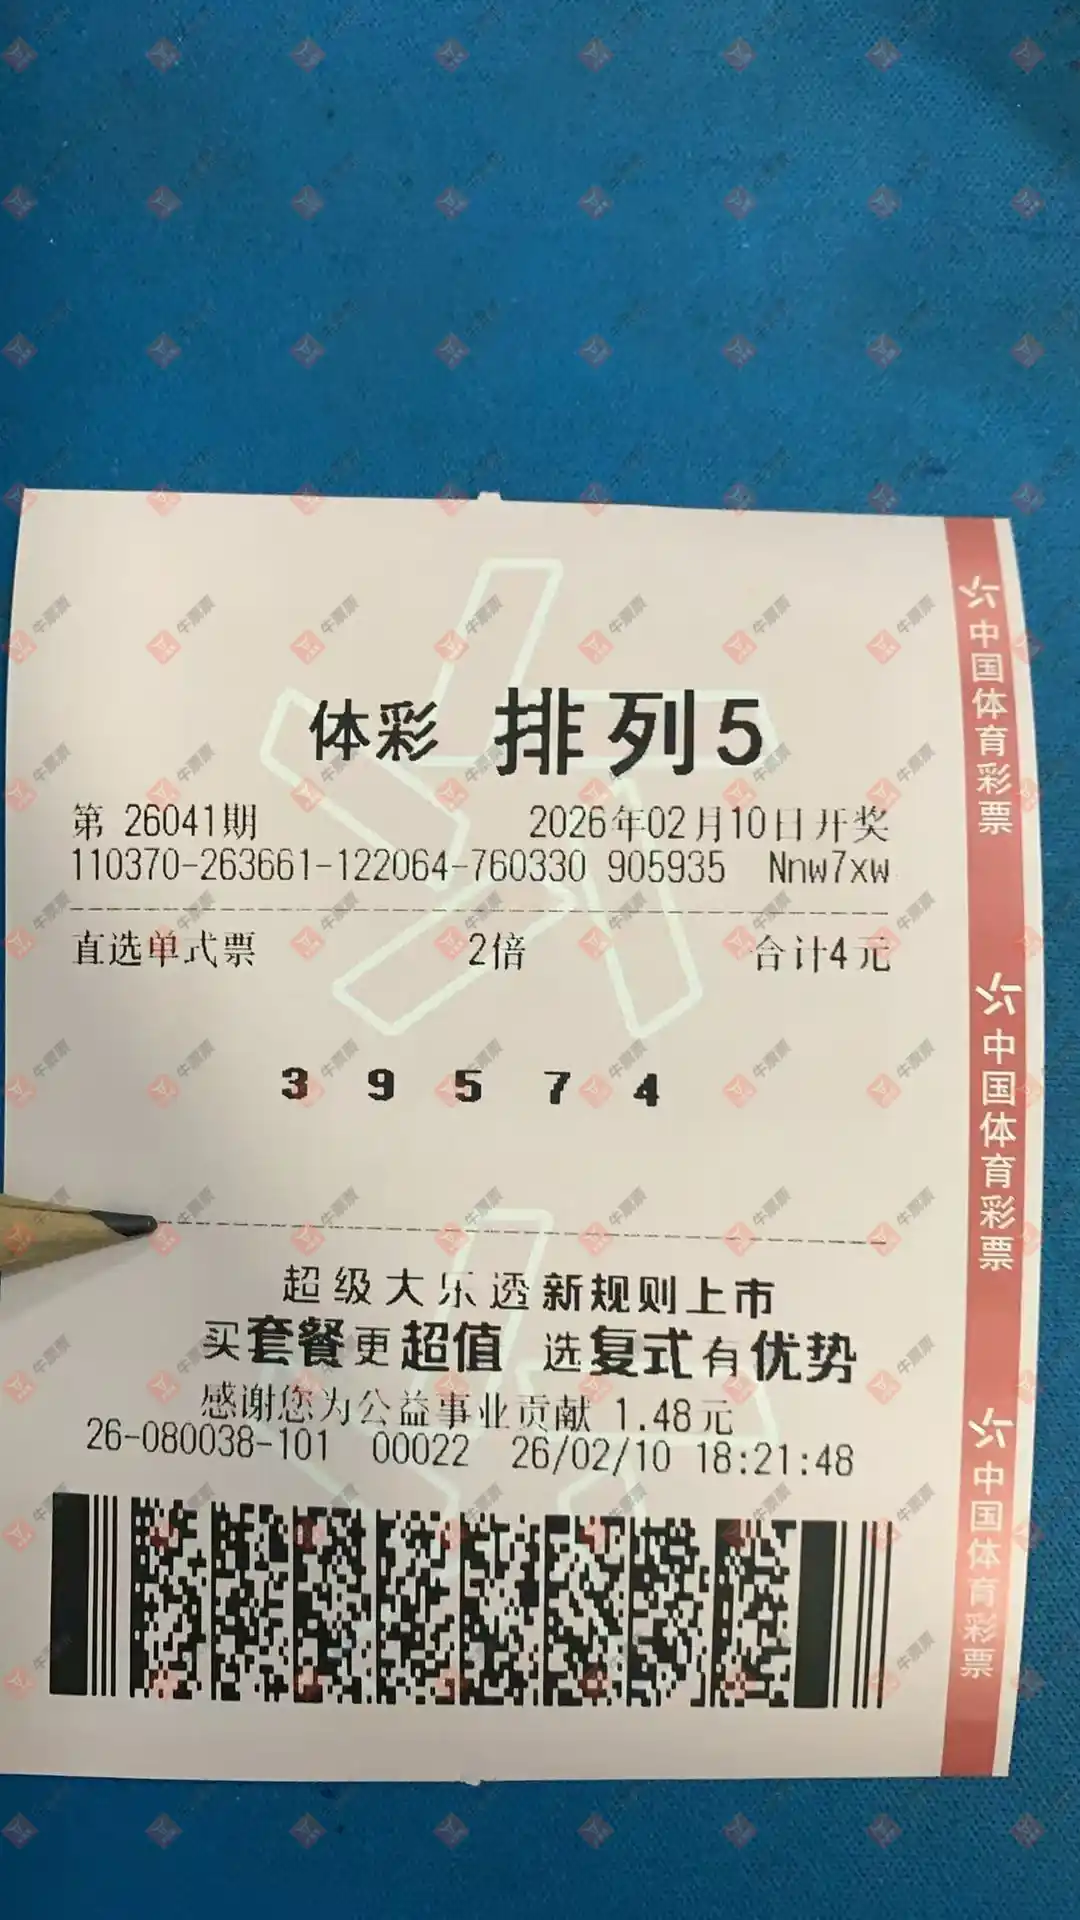 体彩 排列5
第 26041期 2026年02月10日开奖
110370-263661-122064-760330 905935 Nnw7xw
直选单式票 2倍 合计4元
3 9 5 7 4
超级大乐透新规则上市
买套餐更超值 选复式有优势
感谢您为公益事业贡献 1.48元
26-080038-101 00022 26/02/10 18:21:48
中国体育彩票
中国体育彩票
中国体育彩票
牛票票